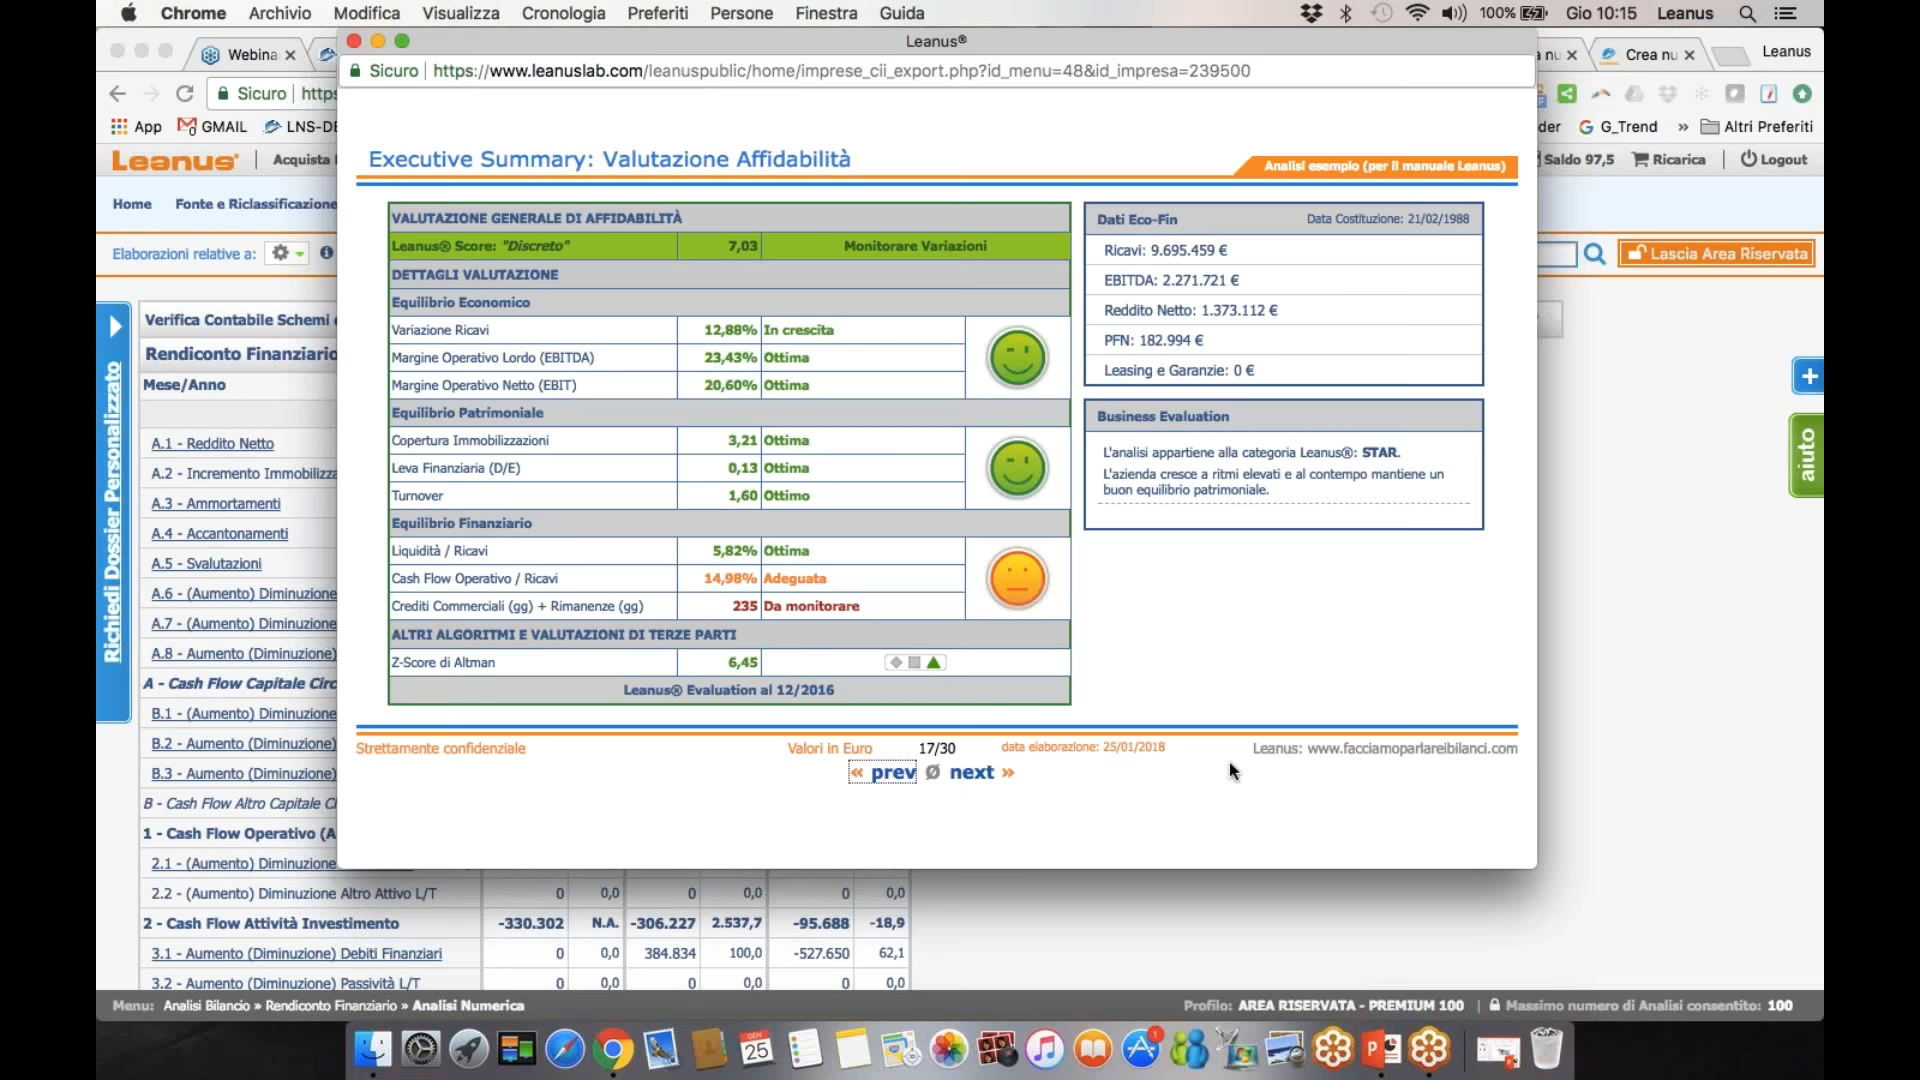 Chrome Archivio Modifica Visualizza Cronologia Preferiti Persone Finestra Guida 100% Gio 10:15 Leanus
Leanus®
Webina
Crea nu
Leanus
Sicuro https://www.leanuslab.com/leanuspublic/home/imprese_cii_export.php?id_menu=48&id_impresa=239500
Sicuro https
App GMAIL LNS-DE
G_Trend » Altri Preferiti
Leanus® Acquista
Saldo 97,5 Ricarica Logout
Home Fonte e Riclassificazione
Elaborazioni relative a:
Lascia Area Riservata
Richiedi Dossier Personalizzato
aiuto
Verifica Contabile Schemi
Rendiconto Finanziario
Mese/Anno
A.1 - Reddito Netto
A.2 - Incremento Immobilizza
A.3 - Ammortamenti
A.4 - Accantonamenti
A.5 - Svalutazioni
A.6 - (Aumento) Diminuzione
A.7 - (Aumento) Diminuzione
A.8 - Aumento (Diminuzione)
A - Cash Flow Capitale Circ
B.1 - (Aumento) Diminuzione
B.2 - Aumento (Diminuzione)
B.3 - Aumento (Diminuzione)
B - Cash Flow Altro Capitale
1 - Cash Flow Operativo (A
2.1 - (Aumento) Diminuzione
2.2 - (Aumento) Diminuzione Altro Attivo L/T 0 0,0 0 0,0 0 0,0
2 - Cash Flow Attività Investimento -330.302 N.A. -306.227 2.537,7 -95.688 -18,9
3.1 - Aumento (Diminuzione) Debiti Finanziari 0 0,0 384.834 100,0 -527.650 62,1
3.2 - Aumento (Diminuzione) Passività L/T 0 0,0 0 0,0 0 0,0
Executive Summary: Valutazione Affidabilità
Analisi esempio (per il manuale Leanus)
VALUTAZIONE GENERALE DI AFFIDABILITÀ
Leanus® Score: "Discreto" 7,03 Monitorare Variazioni
DETTAGLI VALUTAZIONE
Equilibrio Economico
Variazione Ricavi 12,88% In crescita
Margine Operativo Lordo (EBITDA) 23,43% Ottima
Margine Operativo Netto (EBIT) 20,60% Ottima
Equilibrio Patrimoniale
Copertura Immobilizzazioni 3,21 Ottima
Leva Finanziaria (D/E) 0,13 Ottima
Turnover 1,60 Ottimo
Equilibrio Finanziario
Liquidità / Ricavi 5,82% Ottima
Cash Flow Operativo / Ricavi 14,98% Adeguata
Crediti Commerciali (gg) + Rimanenze (gg) 235 Da monitorare
ALTRI ALGORITMI E VALUTAZIONI DI TERZE PARTI
Z-Score di Altman 6,45
Leanus® Evaluation al 12/2016
Dati Eco-Fin Data Costituzione: 21/02/1988
Ricavi: 9.695.459 €
EBITDA: 2.271.721 €
Reddito Netto: 1.373.112 €
PFN: 182.994 €
Leasing e Garanzie: 0 €
Business Evaluation
L'analisi appartiene alla categoria Leanus®: STAR.
L'azienda cresce a ritmi elevati e al contempo mantiene un
buon equilibrio patrimoniale.
Strettamente confidenziale Valori in Euro 17/30 data elaborazione: 25/01/2018 Leanus: www.facciamoparlareibilanci.com
« prev Ø next »
Menu: Analisi Bilancio » Rendiconto Finanziario » Analisi Numerica
Profilo: AREA RISERVATA - PREMIUM 100 | Massimo numero di Analisi consentito: 100
GEN
25
1